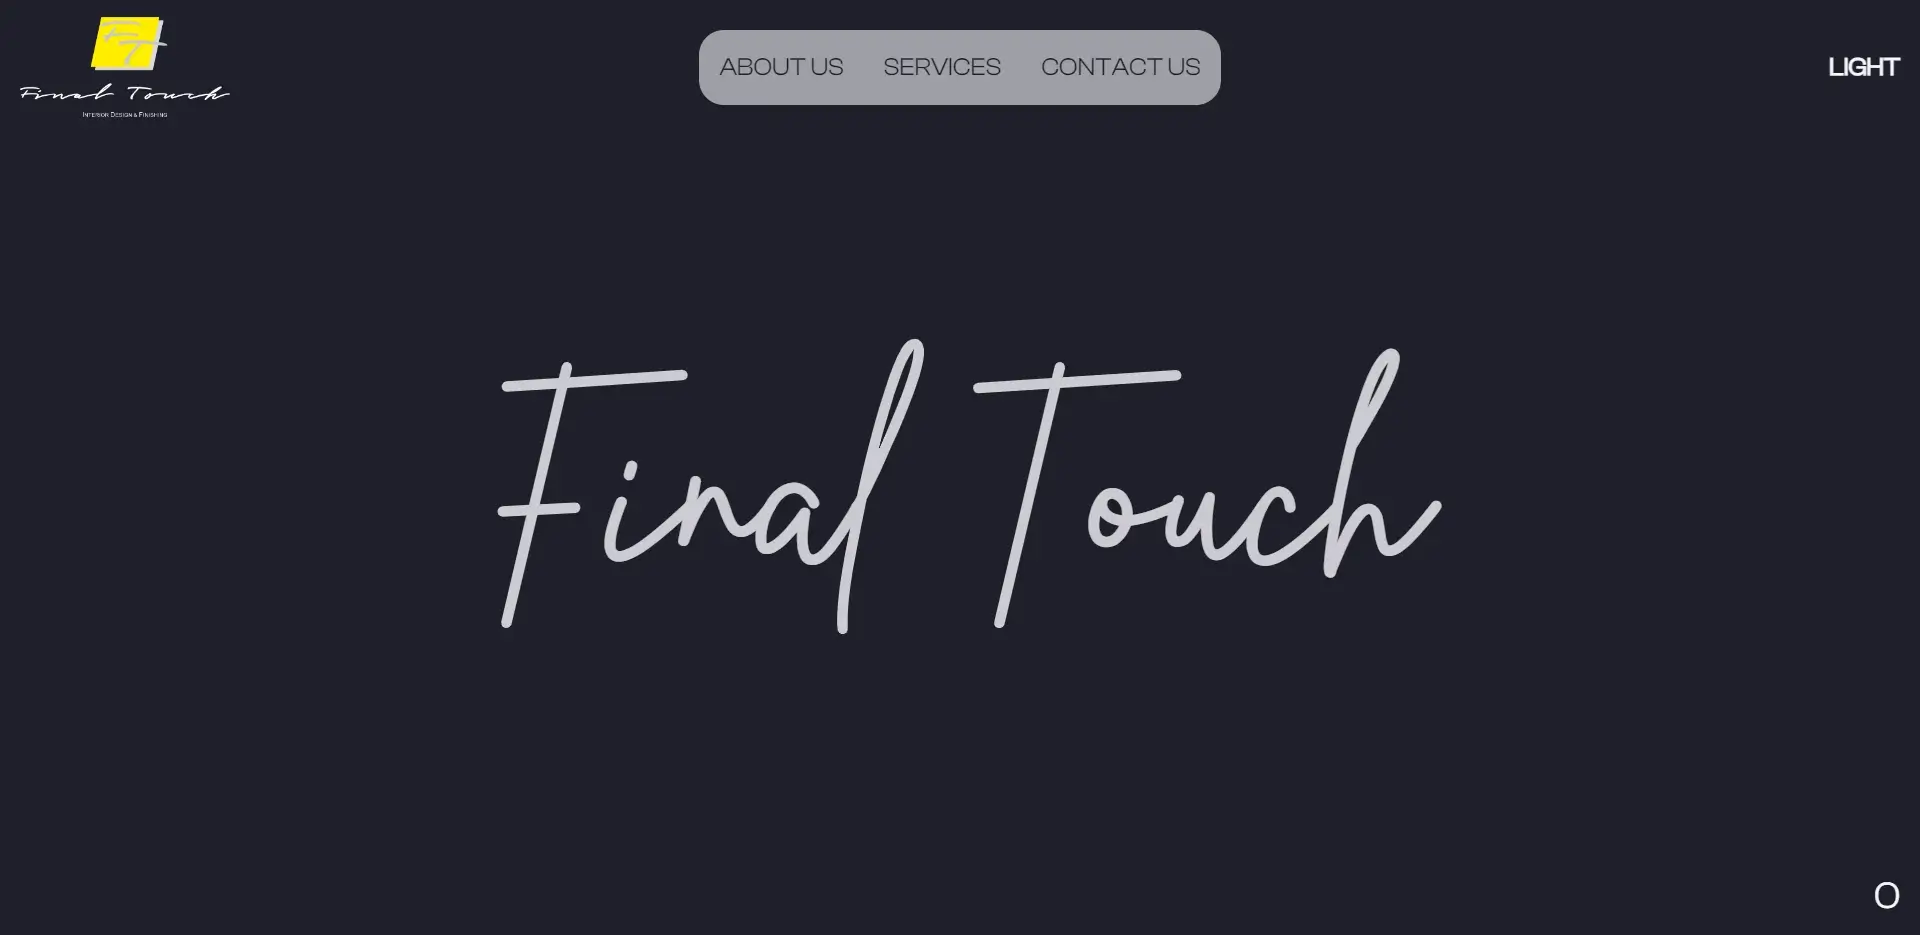 FT
Final Touch
Interior Design & Finishing
ABOUT US SERVICES CONTACT US
LIGHT
Final Touch
O